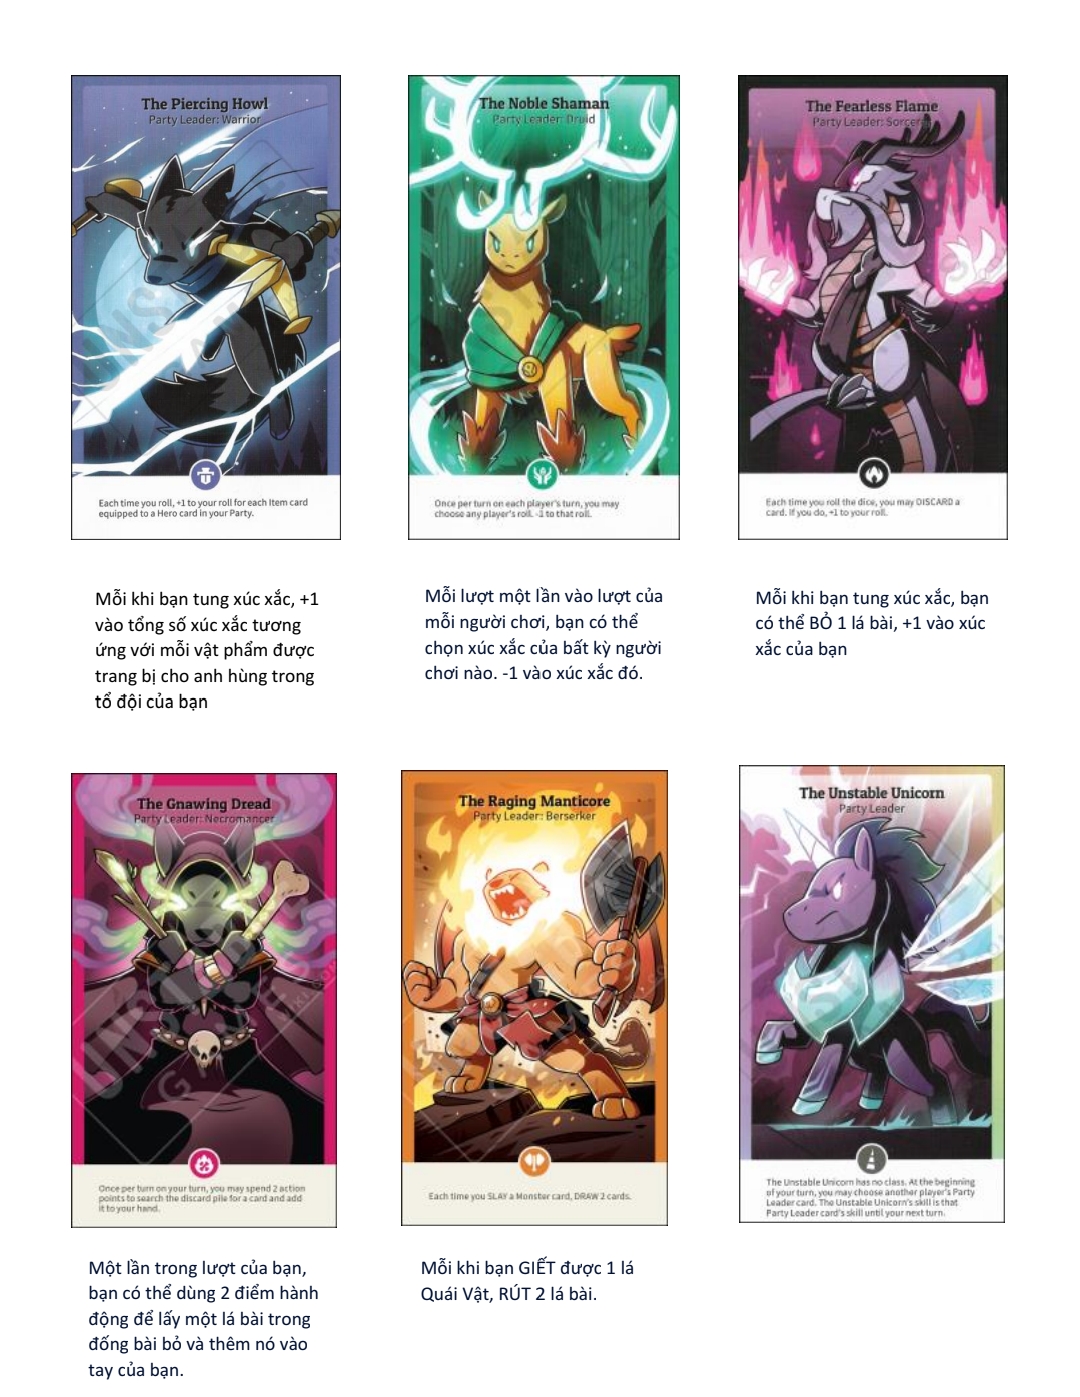 The Piercing Howl
Party Leader: Warrior
Each time you roll, +1 to your roll for each Item card
equipped to a Hero card in your Party.
Mỗi khi bạn tung xúc xắc, +1
vào tổng số xúc xắc tương
ứng với mỗi vật phẩm được
trang bị cho anh hùng trong
tổ đội của bạn
The Noble Shaman
Party Leader: Druid
Once per turn on each player's turn, you may
choose any player's roll. -1 to that roll.
Mỗi lượt một lần vào lượt của
mỗi người chơi, bạn có thể
chọn xúc xắc của bất kỳ người
chơi nào. -1 vào xúc xắc đó.
The Fearless Flame
Party Leader: Sorcerer
Each time you roll the dice, you may DISCARD a
card. If you do, +1 to your roll.
Mỗi khi bạn tung xúc xắc, bạn
có thể BỎ 1 lá bài, +1 vào xúc
xắc của bạn
The Gnawing Dread
Party Leader: Necromancer
Once per turn on your turn, you may spend 2 action
points to search the discard pile for a card and add
it to your hand.
Một lần trong lượt của bạn,
bạn có thể dùng 2 điểm hành
động để lấy một lá bài trong
đống bài bỏ và thêm nó vào
tay của bạn.
The Raging Manticore
Party Leader: Berserker
Each time you SLAY a Monster card, DRAW 2 cards.
Mỗi khi bạn GIẾT được 1 lá
Quái Vật, RÚT 2 lá bài.
The Unstable Unicorn
Party Leader
The Unstable Unicorn has no class. At the beginning
of your turn, you may choose another player's Party
Leader card. The Unstable Unicorn's skill is that
Party Leader card's skill until your next turn.